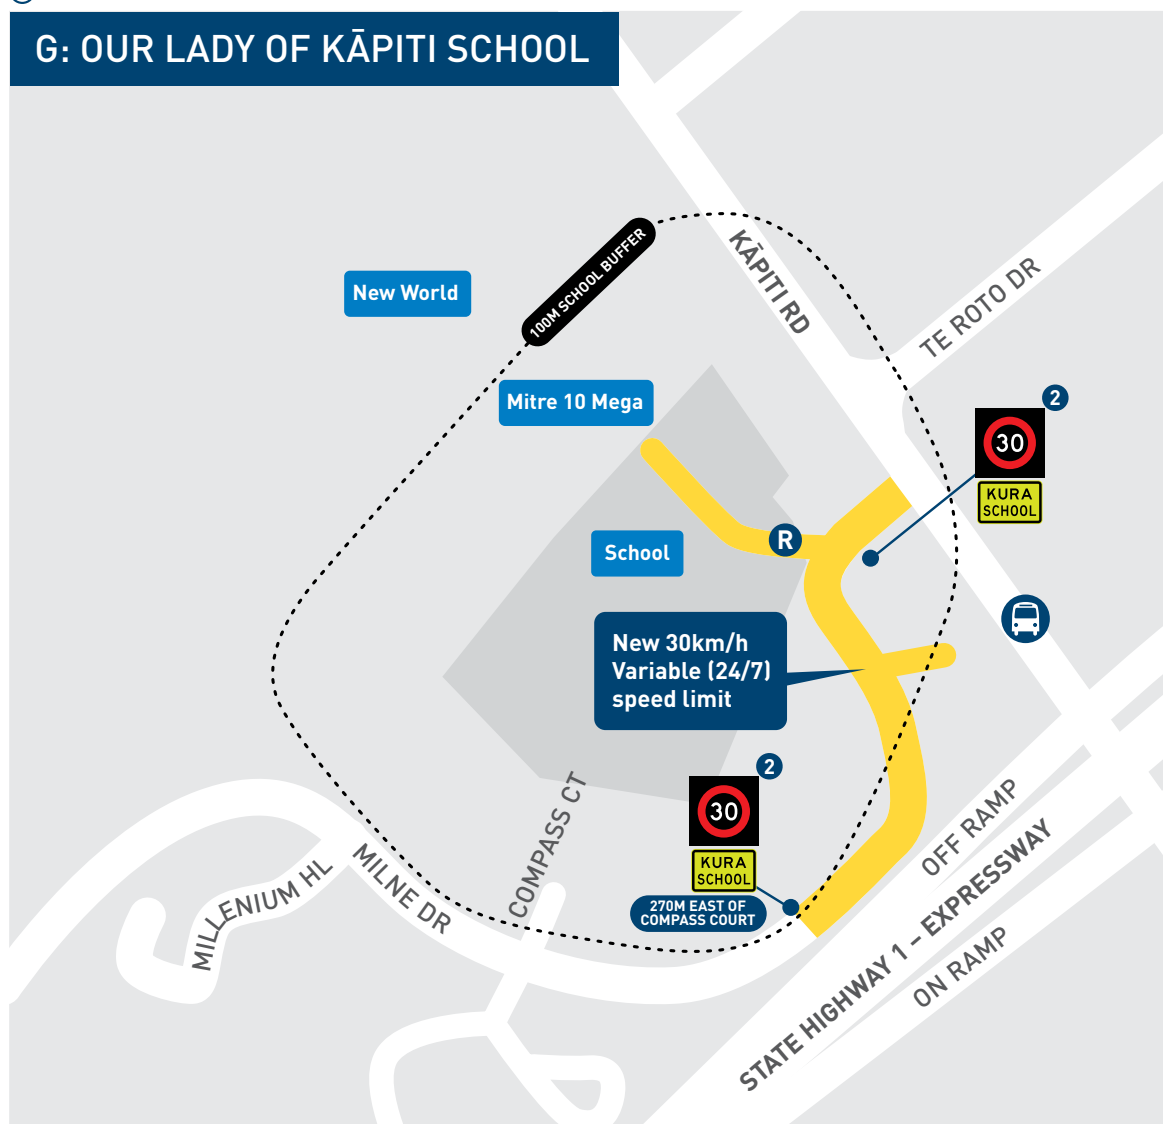 G: OUR LADY OF KĀPITI SCHOOL
100M SCHOOL BUFFER
KĀPITI RD
New World
TE ROTO DR
Mitre 10 Mega
2
30
KURA
SCHOOL
R
School
New 30km/h
Variable (24/7)
speed limit
2
30
KURA
SCHOOL
270M EAST OF
COMPASS COURT
COMPASS CT
MILLENIUM HL
MILNE DR
OFF RAMP
STATE HIGHWAY 1 – EXPRESSWAY
ON RAMP